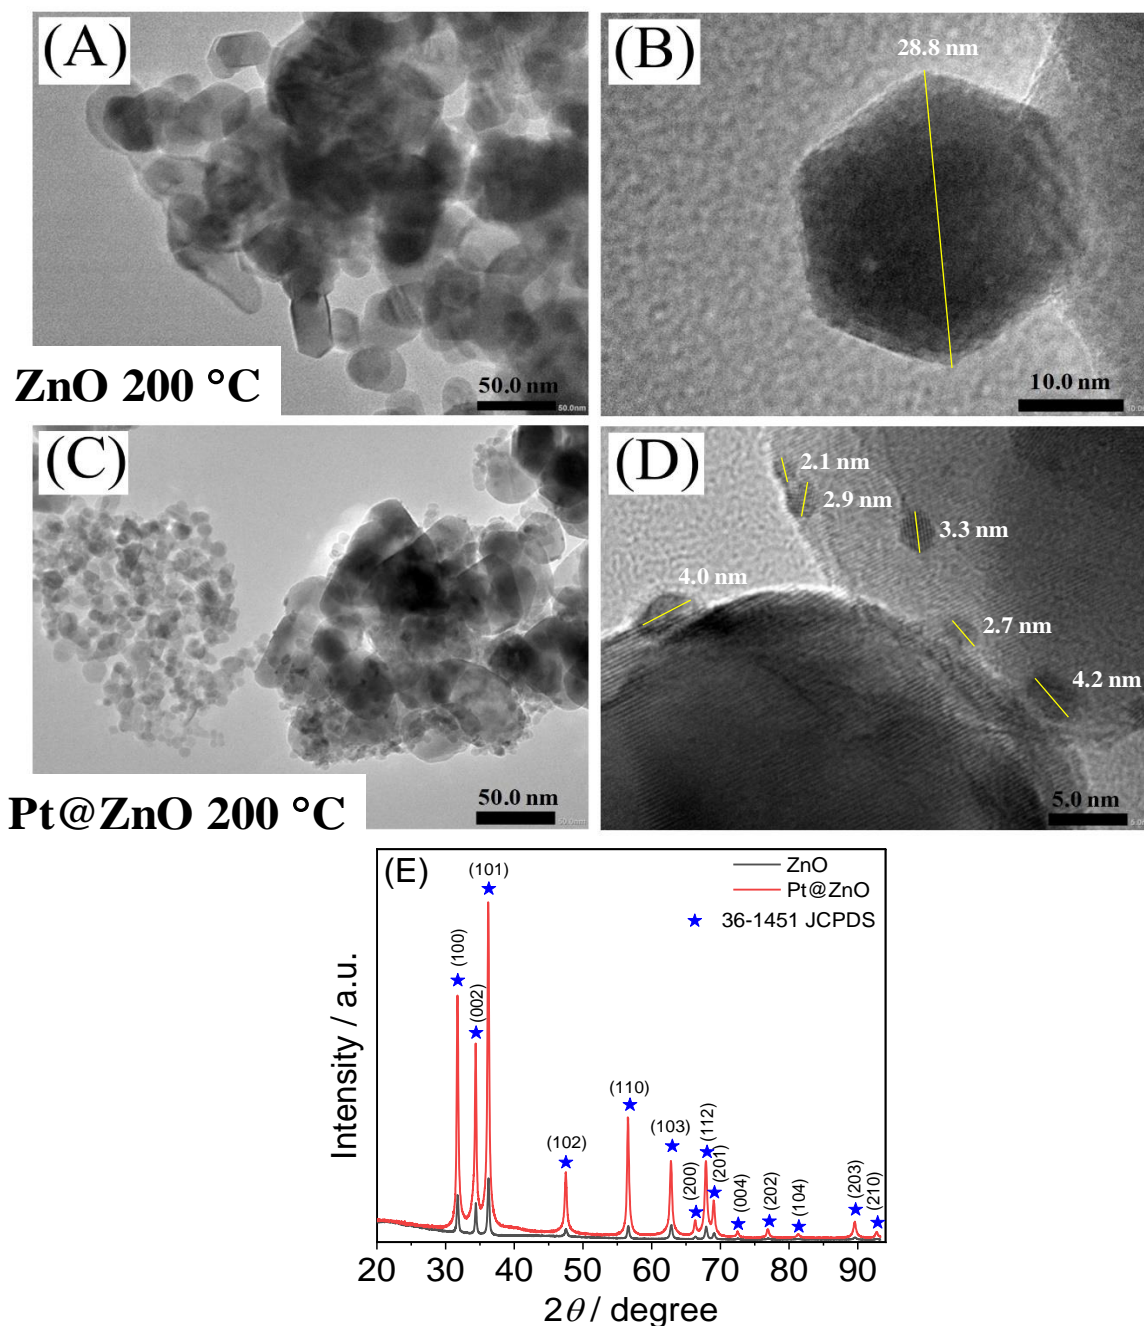 (A)
50.0 nm
50.0nm
ZnO 200 °C
(B)
28.8 nm
10.0 nm
(C)
50.0 nm
Pt@ZnO 200 °C
(D)
2.1 nm
2.9 nm
3.3 nm
4.0 nm
2.7 nm
4.2 nm
5.0 nm
(E)
ZnO
Pt@ZnO
36-1451 JCPDS
(100)
(002)
(101)
(102)
(110)
(103)
(200)
(112)
(201)
(004)
(202)
(104)
(203)
(210)
Intensity / a.u.
20 30 40 50 60 70 80 90
2θ / degree